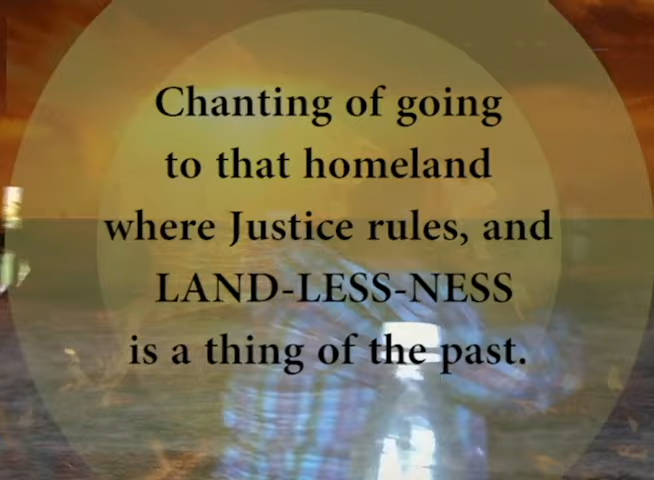 Chanting of going
to that homeland
where Justice rules, and
LAND-LESS-NESS
is a thing of the past.